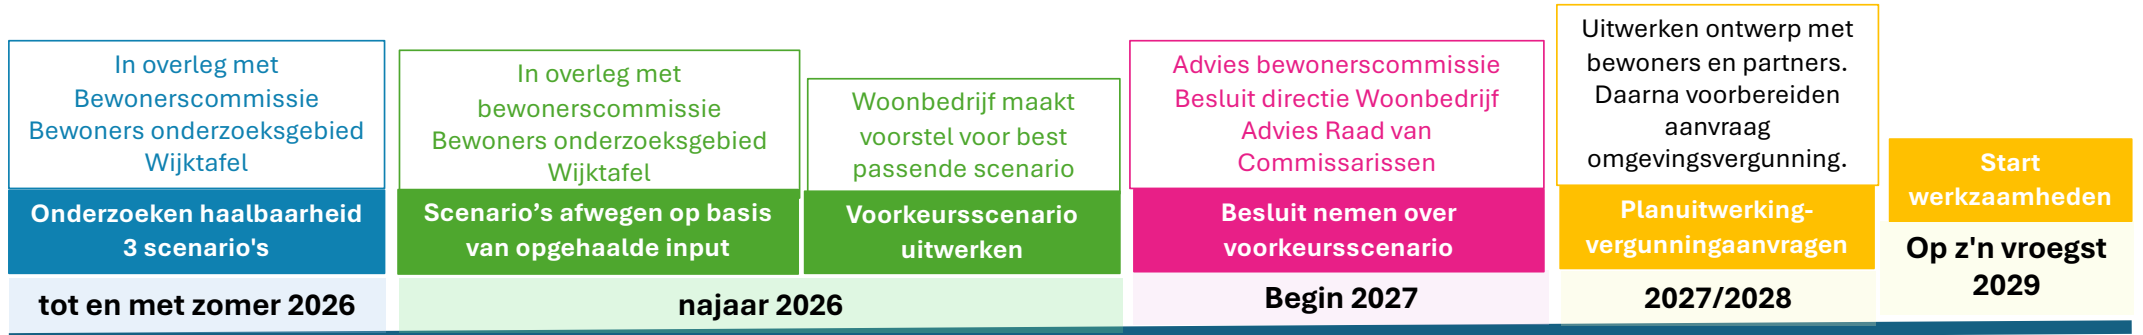 In overleg met
Bewonerscommissie
Bewoners onderzoeksgebied
Wijktafel
Onderzoeken haalbaarheid
3 scenario's
tot en met zomer 2026
In overleg met
bewonerscommissie
Bewoners onderzoeksgebied
Wijktafel
Scenario’s afwegen op basis
van opgehaalde input
Woonbedrijf maakt
voorstel voor best
passende scenario
Voorkeursscenario
uitwerken
najaar 2026
Advies bewonerscommissie
Besluit directie Woonbedrijf
Advies Raad van
Commissarissen
Besluit nemen over
voorkeursscenario
Begin 2027
Uitwerken ontwerp met
bewoners en partners.
Daarna voorbereiden
aanvraag
omgevingsvergunning.
Planuitwerking-
vergunningaanvragen
2027/2028
Start
werkzaamheden
Op z'n vroegst
2029